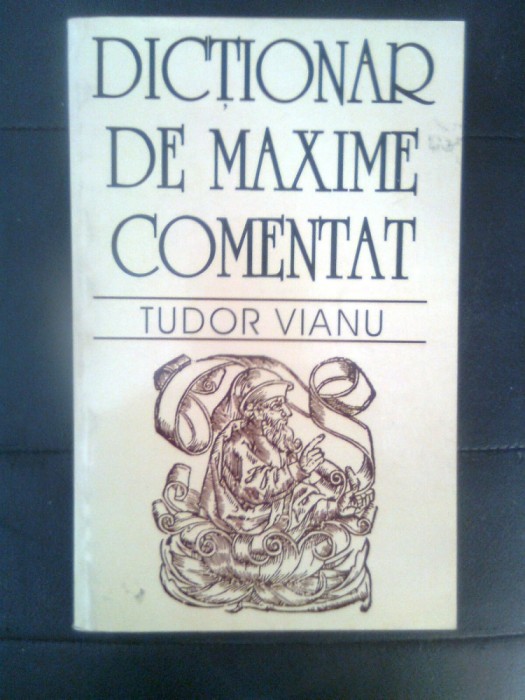 DICȚIONAR
DE MAXIME
COMENTAT
TUDOR VIANU